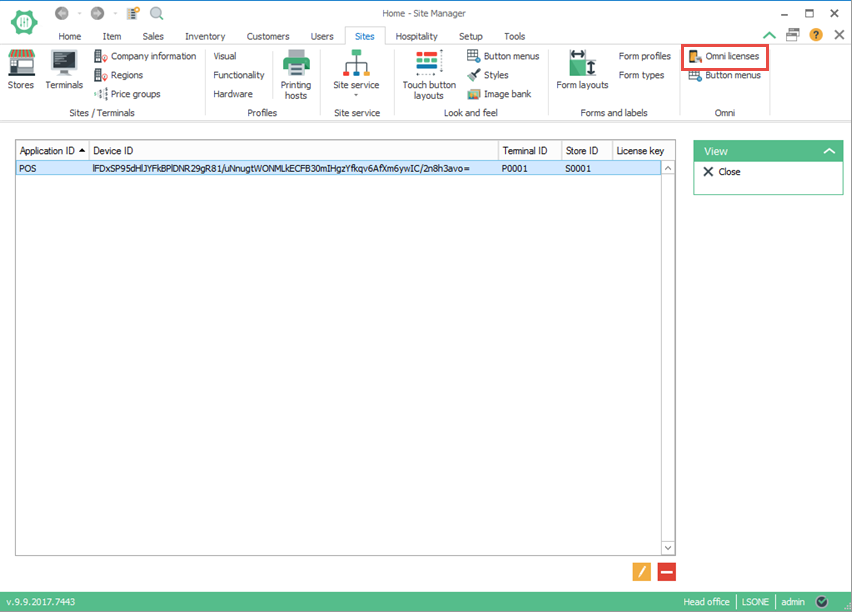 Home - Site Manager
Home Item Sales Inventory Customers Users Sites Hospitality Setup Tools
Stores
Terminals
Company information
Regions
Price groups
Sites / Terminals
Visual
Functionality
Hardware
Printing
hosts
Profiles
Site service
Site service
Touch button
layouts
Button menus
Styles
Image bank
Look and feel
Form layouts
Form profiles
Form types
Forms and labels
Omni licenses
Button menus
Omni
Application ID Device ID Terminal ID Store ID License key
POS lFDxSP95dHlJYFkBPlDNR29gR81/uNnugtWONMLkECFB30mIHgzYfkqv6AfXm6ywIC/2n8h3avo= P0001 S0001
View
Close
v.9.9.2017.7443
Head office LSONE admin